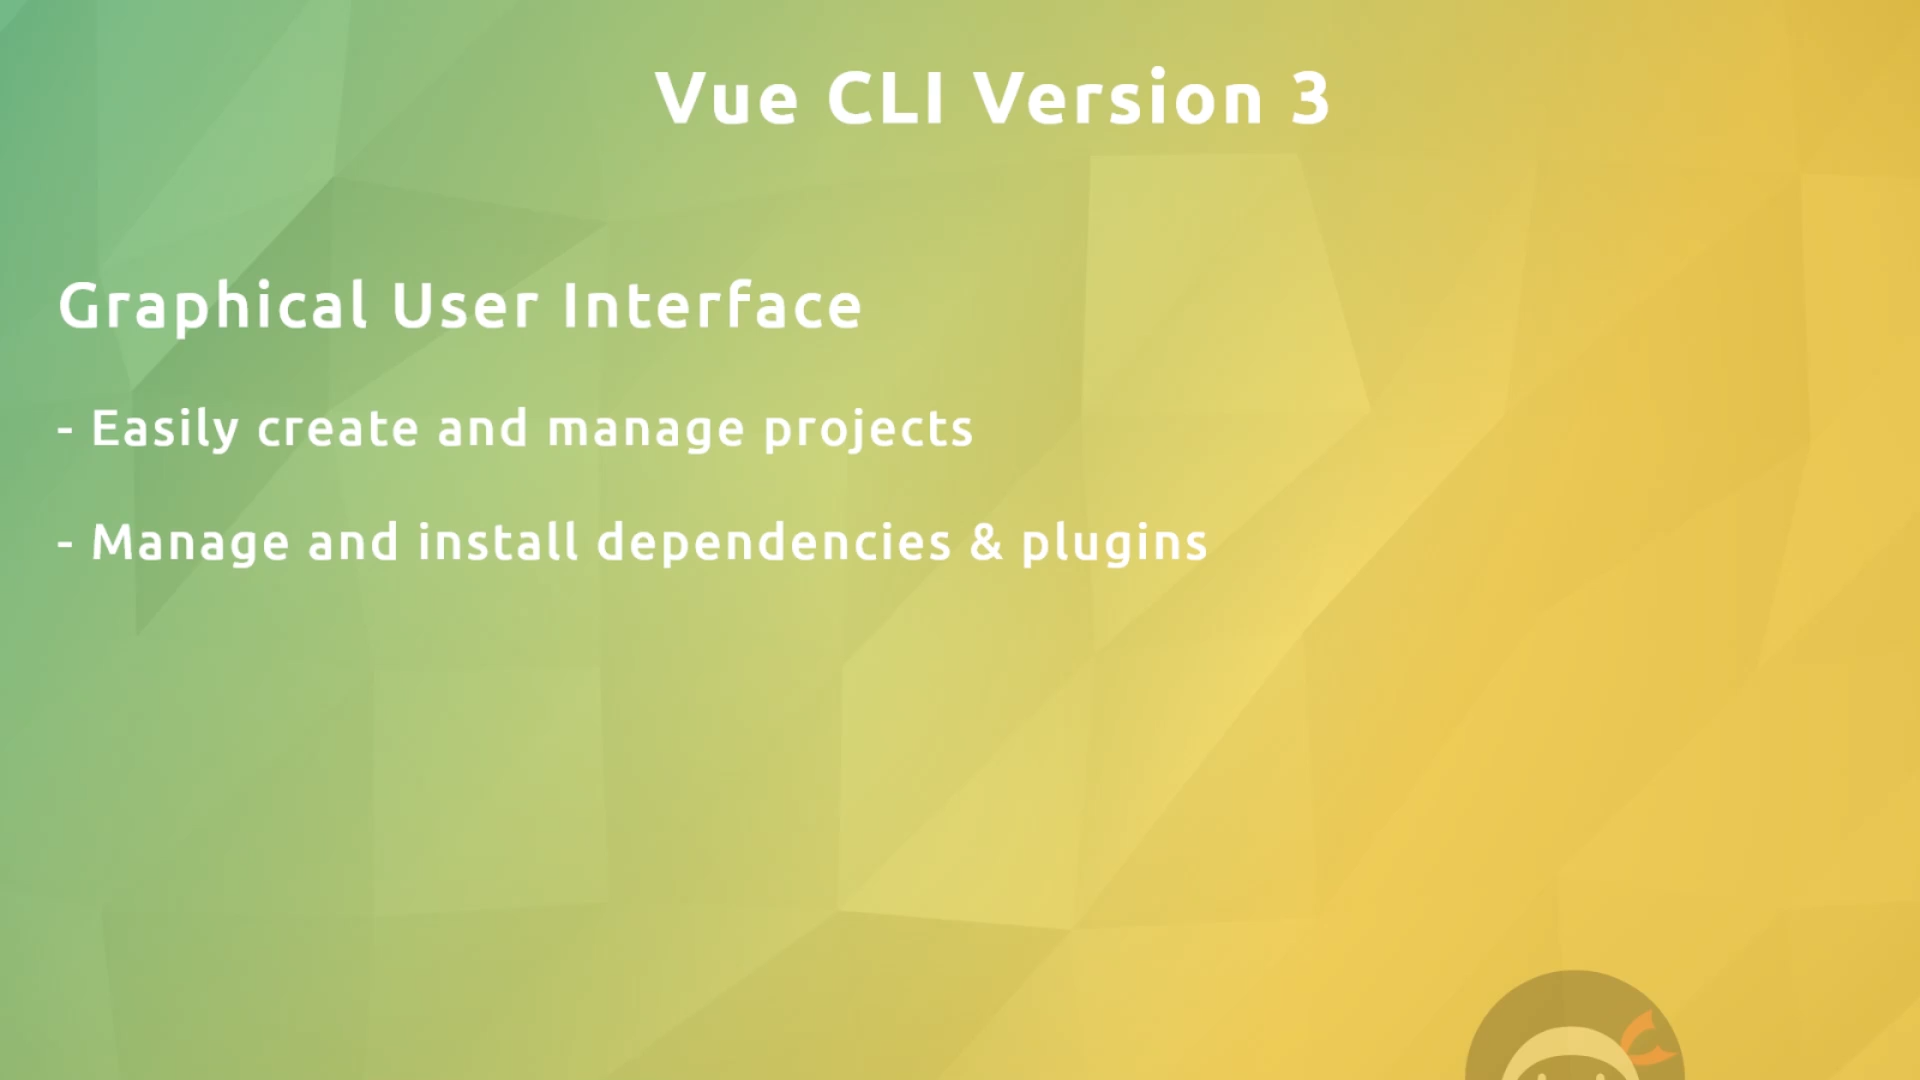 Vue CLI Version 3
Graphical User Interface
- Easily create and manage projects
- Manage and install dependencies & plugins